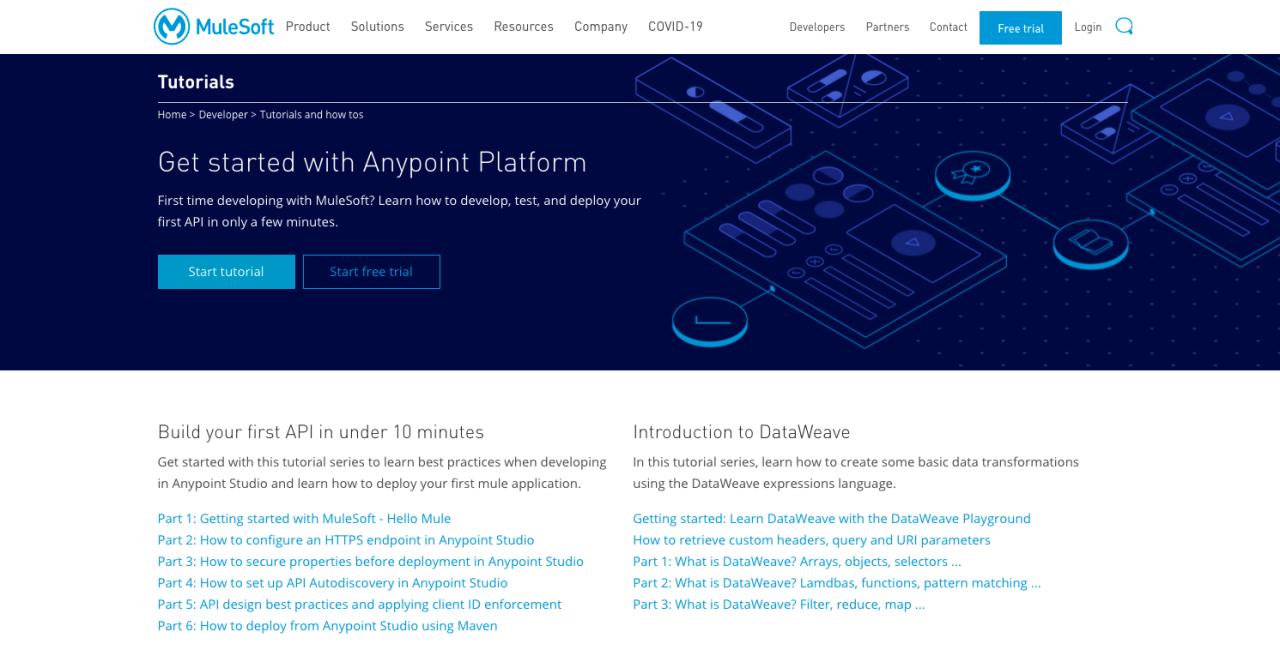 MuleSoft Product Solutions Services Resources Company COVID-19 Developers Partners Contact Free trial Login
Tutorials
Home > Developer > Tutorials and how tos
Get started with Anypoint Platform
First time developing with MuleSoft? Learn how to develop, test, and deploy your
first API in only a few minutes.
Start tutorial Start free trial
Build your first API in under 10 minutes
Get started with this tutorial series to learn best practices when developing
in Anypoint Studio and learn how to deploy your first mule application.
Part 1: Getting started with MuleSoft - Hello Mule
Part 2: How to configure an HTTPS endpoint in Anypoint Studio
Part 3: How to secure properties before deployment in Anypoint Studio
Part 4: How to set up API Autodiscovery in Anypoint Studio
Part 5: API design best practices and applying client ID enforcement
Part 6: How to deploy from Anypoint Studio using Maven
Introduction to DataWeave
In this tutorial series, learn how to create some basic data transformations
using the DataWeave expressions language.
Getting started: Learn DataWeave with the DataWeave Playground
How to retrieve custom headers, query and URI parameters
Part 1: What is DataWeave? Arrays, objects, selectors ...
Part 2: What is DataWeave? Lamdbas, functions, pattern matching ...
Part 3: What is DataWeave? Filter, reduce, map ...